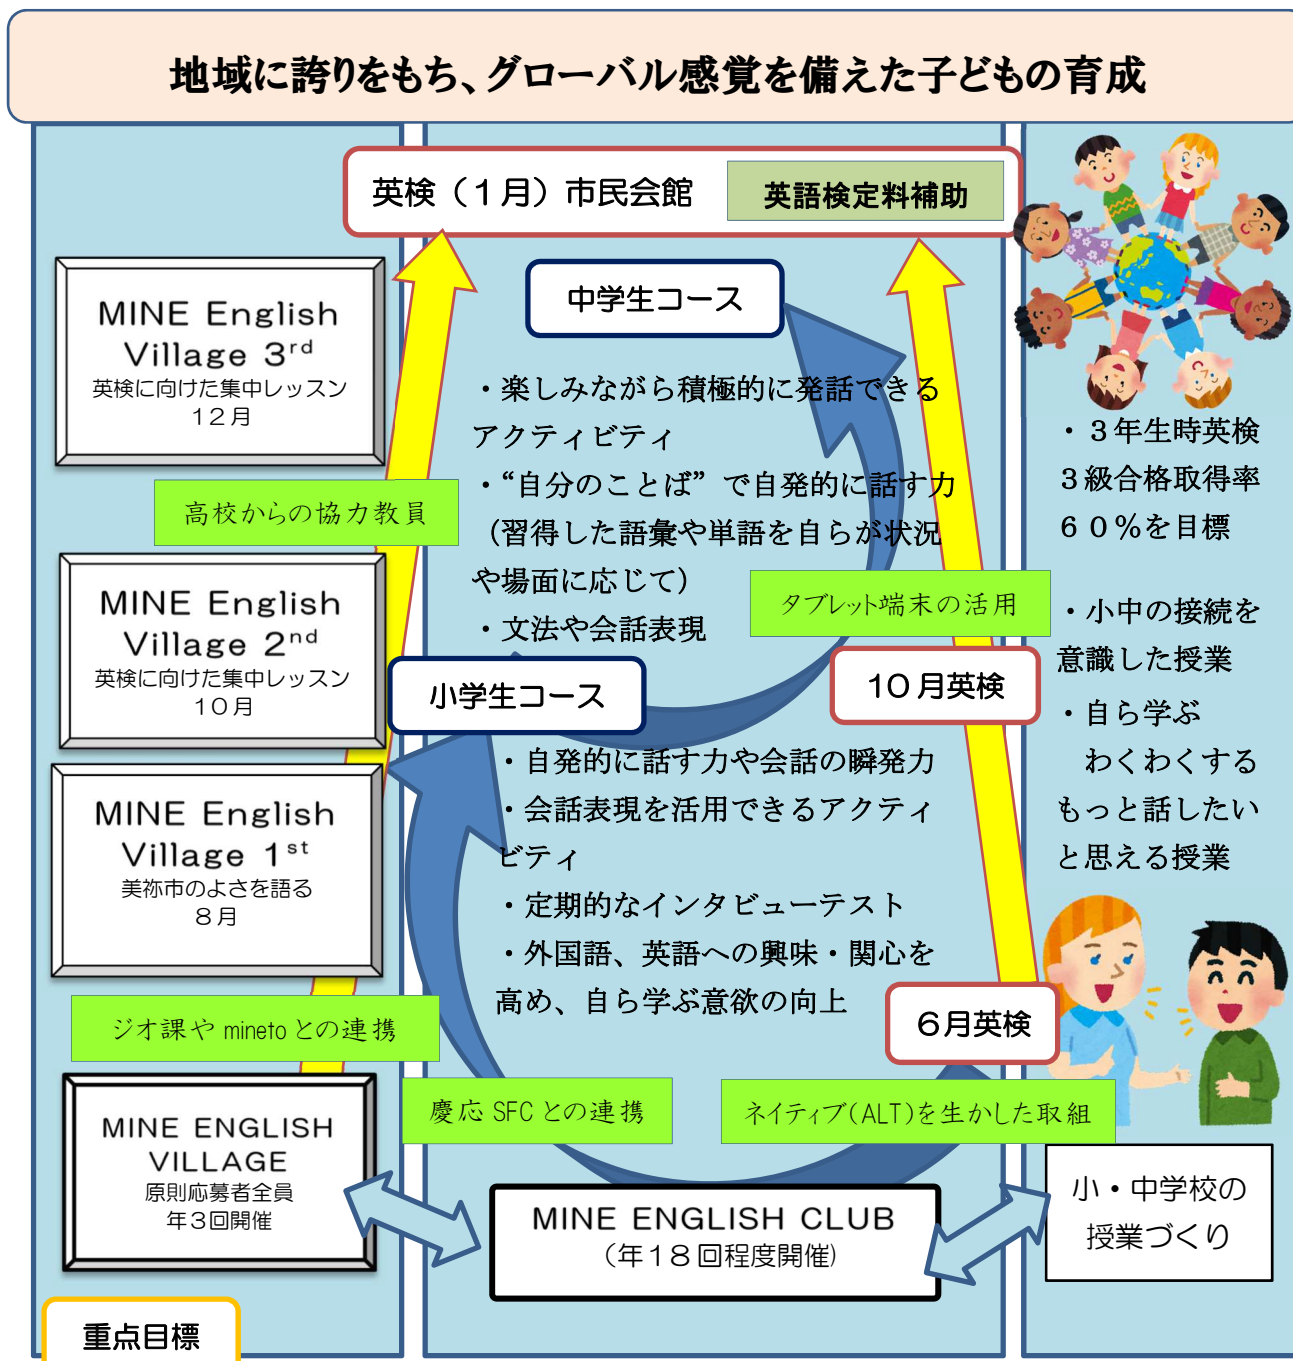 地域に誇りをもち、グローバル感覚を備えた子どもの育成
英検（１月）市民会館
英語検定料補助
MINE English
Village 3rd
英検に向けた集中レッスン
１２月
高校からの協力教員
MINE English
Village 2nd
英検に向けた集中レッスン
１０月
MINE English
Village 1st
美祢市のよさを語る
８月
ジオ課や mineto との連携
MINE ENGLISH
VILLAGE
原則応募者全員
年３回開催
重点目標
中学生コース
・楽しみながら積極的に発話できる
アクティビティ
・“自分のことば”で自発的に話す力
（習得した語彙や単語を自らが状況
や場面に応じて）
・文法や会話表現
タブレット端末の活用
小学生コース
10 月英検
・自発的に話す力や会話の瞬発力
・会話表現を活用できるアクティ
ビティ
・定期的なインタビューテスト
・外国語、英語への興味・関心を
高め、自ら学ぶ意欲の向上
６月英検
慶応 SFC との連携
ネイティブ(ALT)を生かした取組
MINE ENGLISH CLUB
（年１８回程度開催)
・３年生時英検
３級合格取得率
６０％を目標
・小中の接続を
意識した授業
・自ら学ぶ
わくわくする
もっと話したい
と思える授業
小・中学校の
授業づくり